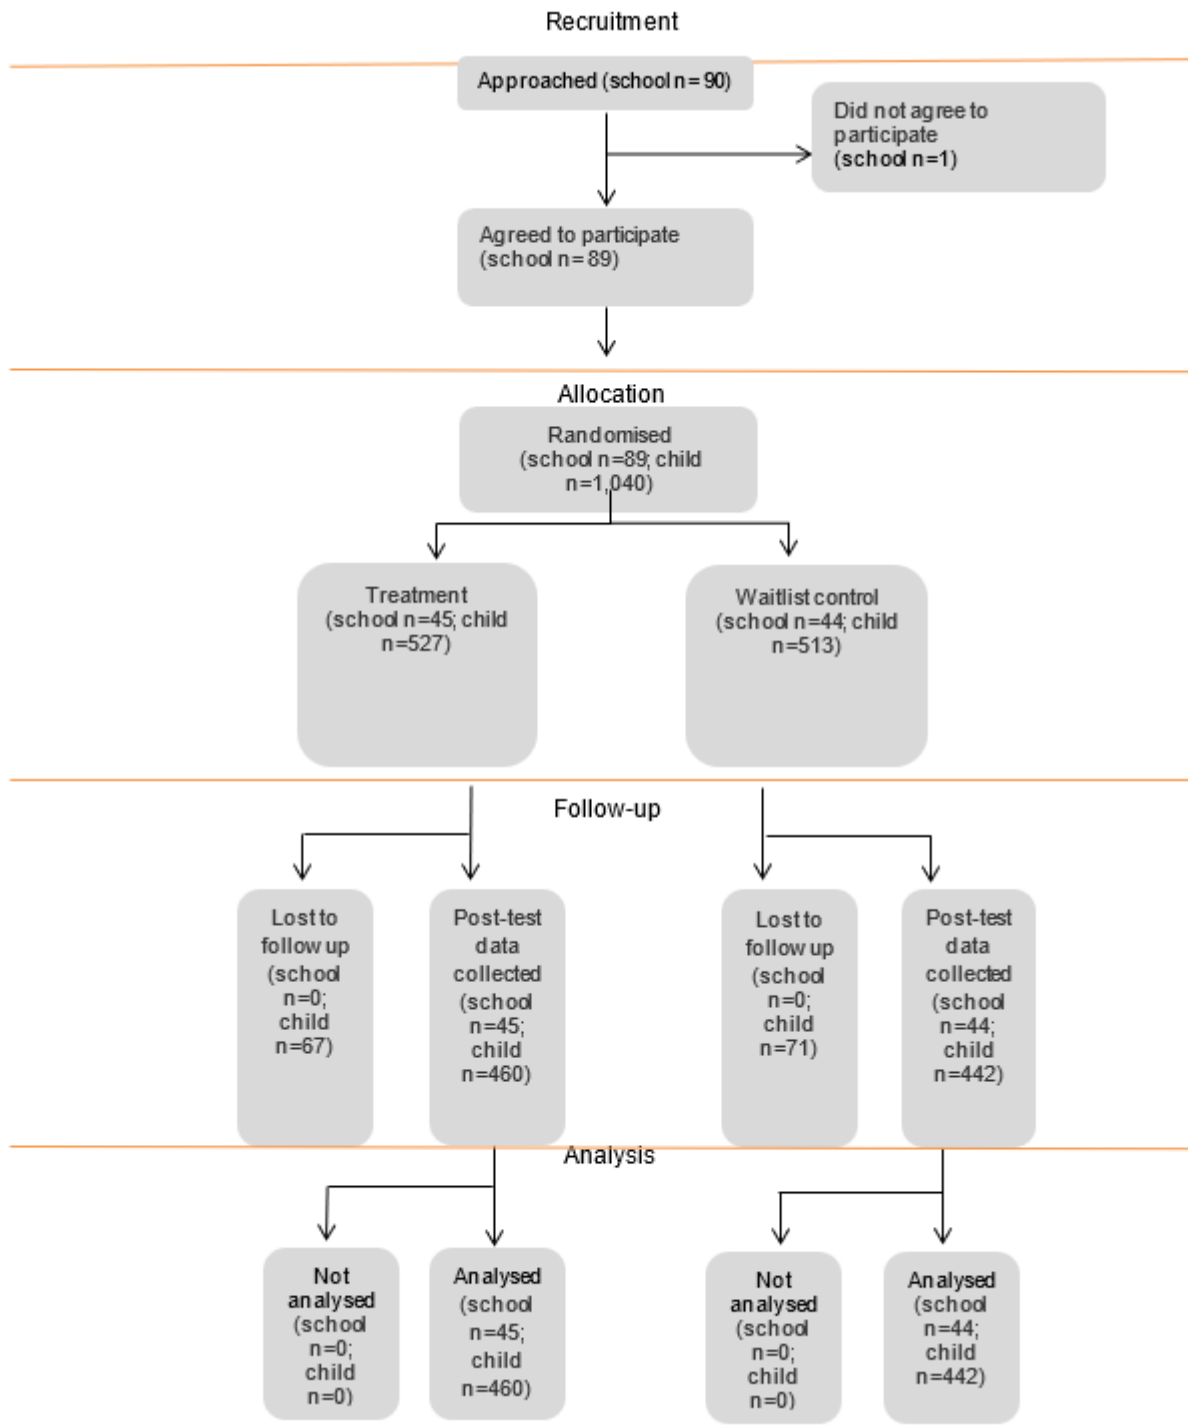 Recruitment
Approached (school n= 90)
Did not agree to
participate
(school n=1)
Agreed to participate
(school n= 89)
Allocation
Randomised
(school n=89; child
n=1,040)
Treatment
(school n=45; child
n=527)
Waitlist control
(school n=44; child
n=513)
Follow-up
Lost to
follow up
(school
n=0;
child
n=67)
Post-test
data
collected
(school
n=45;
child
n=460)
Lost to
follow up
(school
n=0;
child
n=71)
Post-test
data
collected
(school
n=44;
child
n=442)
Analysis
Not
analysed
(school
n=0;
child
n=0)
Analysed
(school
n=45;
child
n=460)
Not
analysed
(school
n=0;
child
n=0)
Analysed
(school
n=44;
child
n=442)